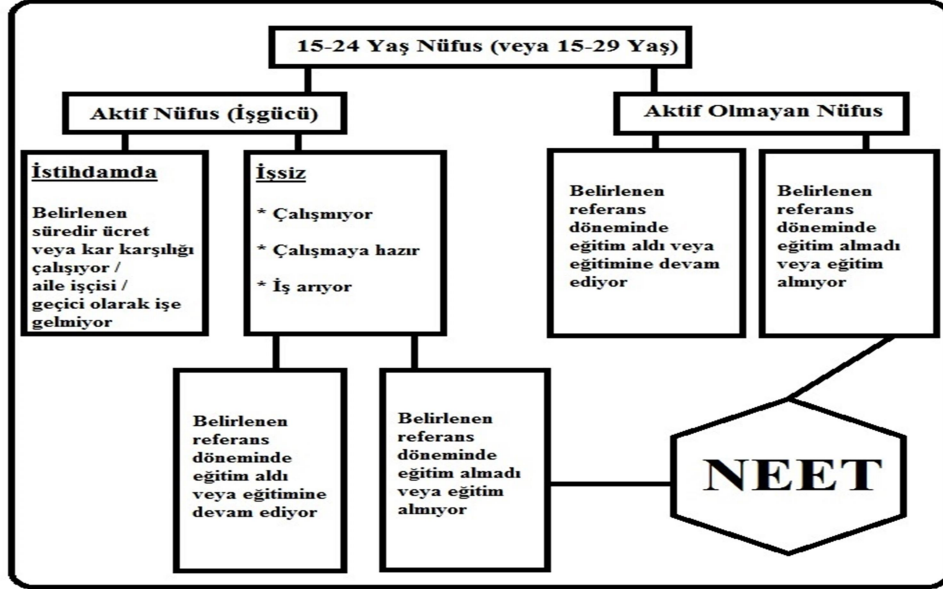 15-24 Yaş Nüfus (veya 15-29 Yaş)
Aktif Nüfus (İşgücü)
Aktif Olmayan Nüfus
İstihdamda
Belirlenen
süredir ücret
veya kar karşılığı
çalışıyor /
aile işçisi /
geçici olarak işe
gelmiyor
İşsiz
* Çalışmıyor
* Çalışmaya hazır
* İş arıyor
Belirlenen
referans
döneminde
eğitim aldı veya
eğitimine devam
ediyor
Belirlenen
referans
döneminde
eğitim almadı
veya eğitim
almıyor
Belirlenen
referans
döneminde
eğitim aldı
veya eğitimine
devam ediyor
Belirlenen
referans
döneminde
eğitim almadı
veya eğitim
almıyor
NEET